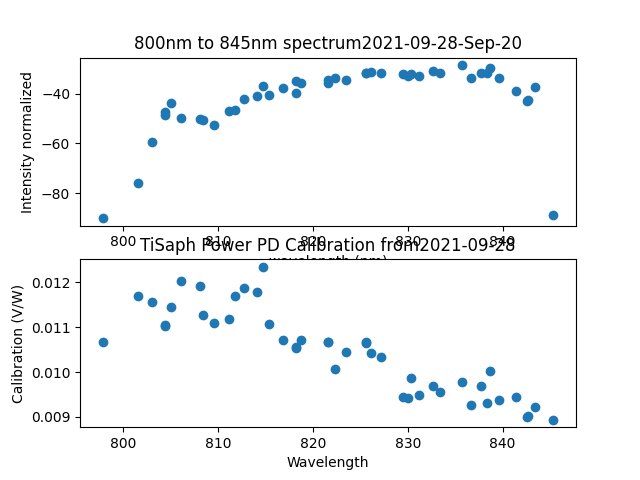 800nm to 845nm spectrum2021-09-28-Sep-20
Intensity normalized
−40
−60
−80
800 810 820 830 840
wavelength (nm)
TiSaph Power PD Calibration from2021-09-28
Calibration (V/W)
0.012
0.011
0.010
0.009
800 810 820 830 840
Wavelength